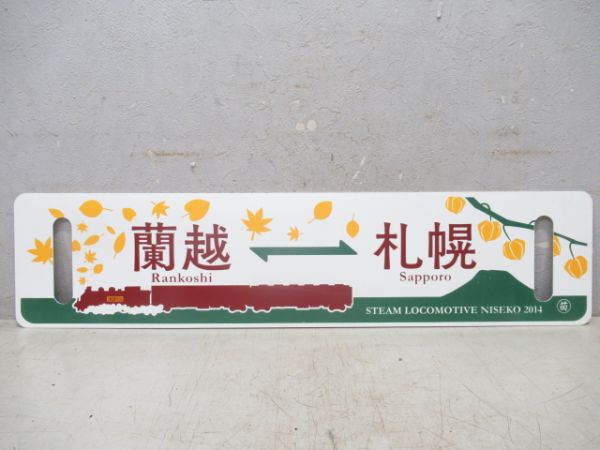 蘭越 札幌
Rankoshi Sapporo
STEAM LOCOMOTIVE NISEKO 2014